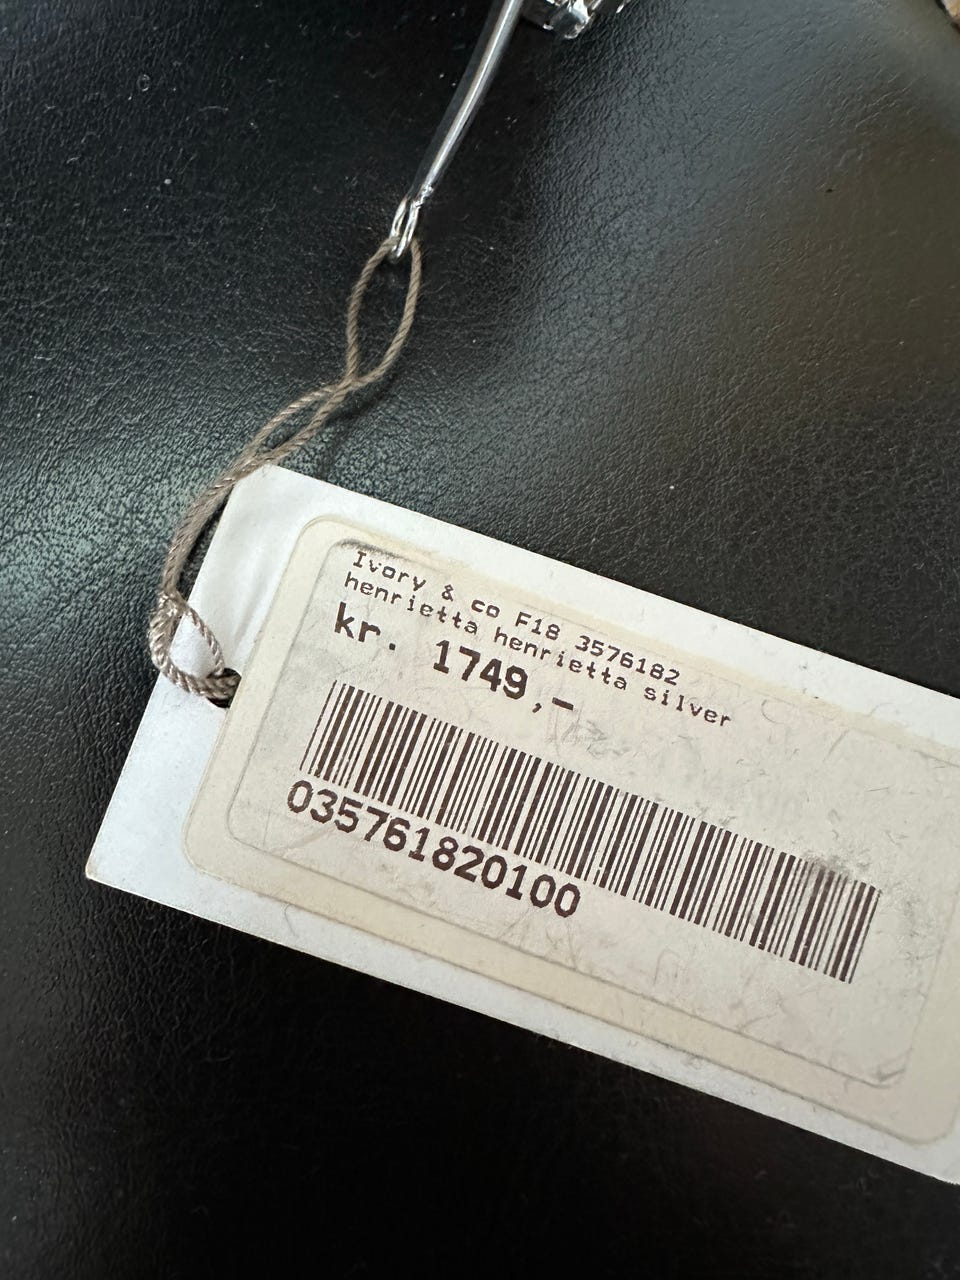 Ivory & co F18 3576182
henrietta henrietta silver
kr. 1749,-
035761820100